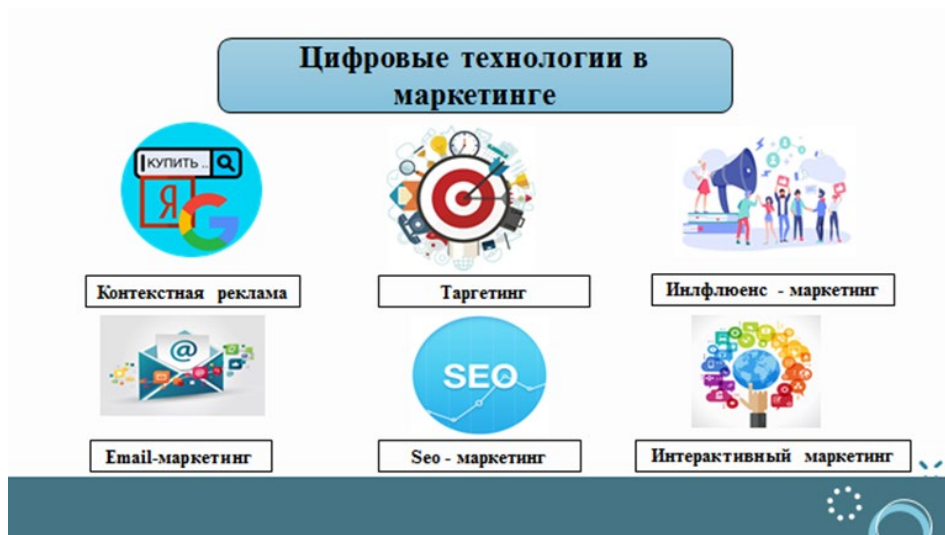 Цифровые технологии в
маркетинге
КУПИТЬ ..
Я
G
Контекстная реклама
Таргетинг
Инлфлюенс - маркетинг
@
SEO
Email-маркетинг
Seo - маркетинг
Интерактивный маркетинг